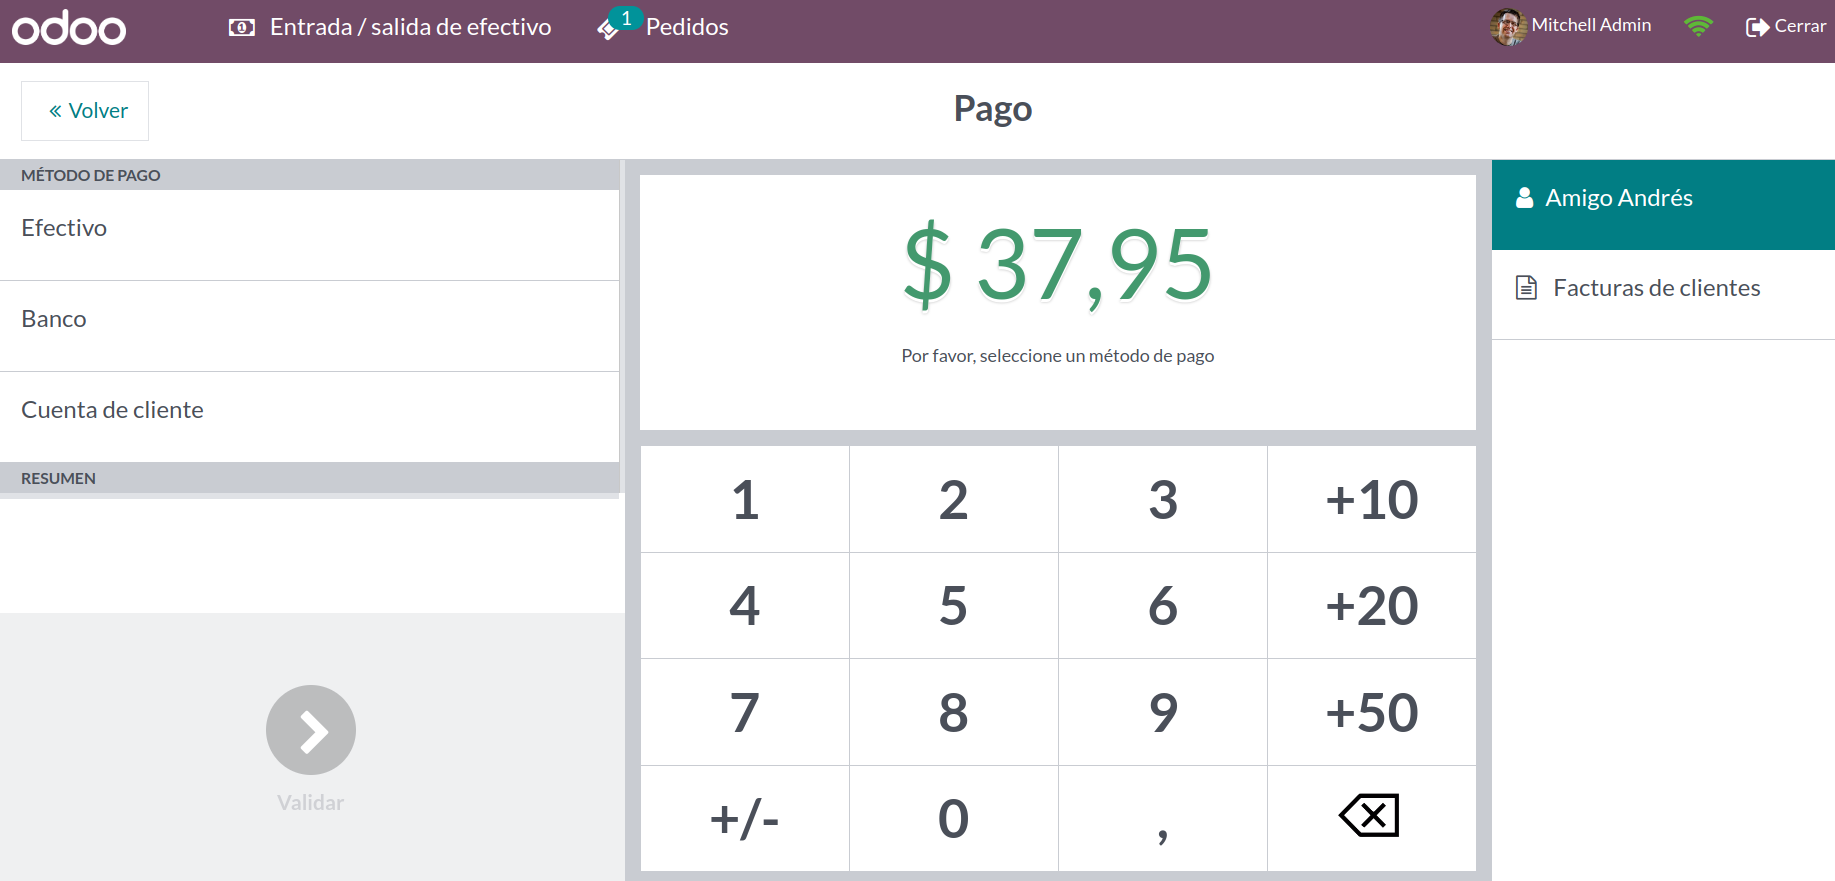 odoo
Entrada / salida de efectivo
1
Pedidos
Mitchell Admin
Cerrar
« Volver
Pago
MÉTODO DE PAGO
Efectivo
Banco
Cuenta de cliente
RESUMEN
Validar
$ 37,95
Por favor, seleccione un método de pago
1 2 3 +10
4 5 6 +20
7 8 9 +50
+/- 0 ,
Amigo Andrés
Facturas de clientes